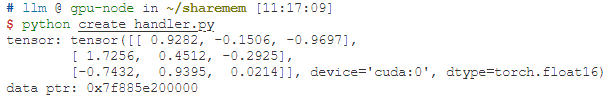 # llm @ gpu-node in ~/sharemem [11:17:09]
$ python create_handler.py
tensor: tensor([[ 0.9282, -0.1506, -0.9697],
        [ 1.7256,  0.4512, -0.2925],
        [-0.7432,  0.9395,  0.0214]], device='cuda:0', dtype=torch.float16)
data ptr: 0x7f885e200000